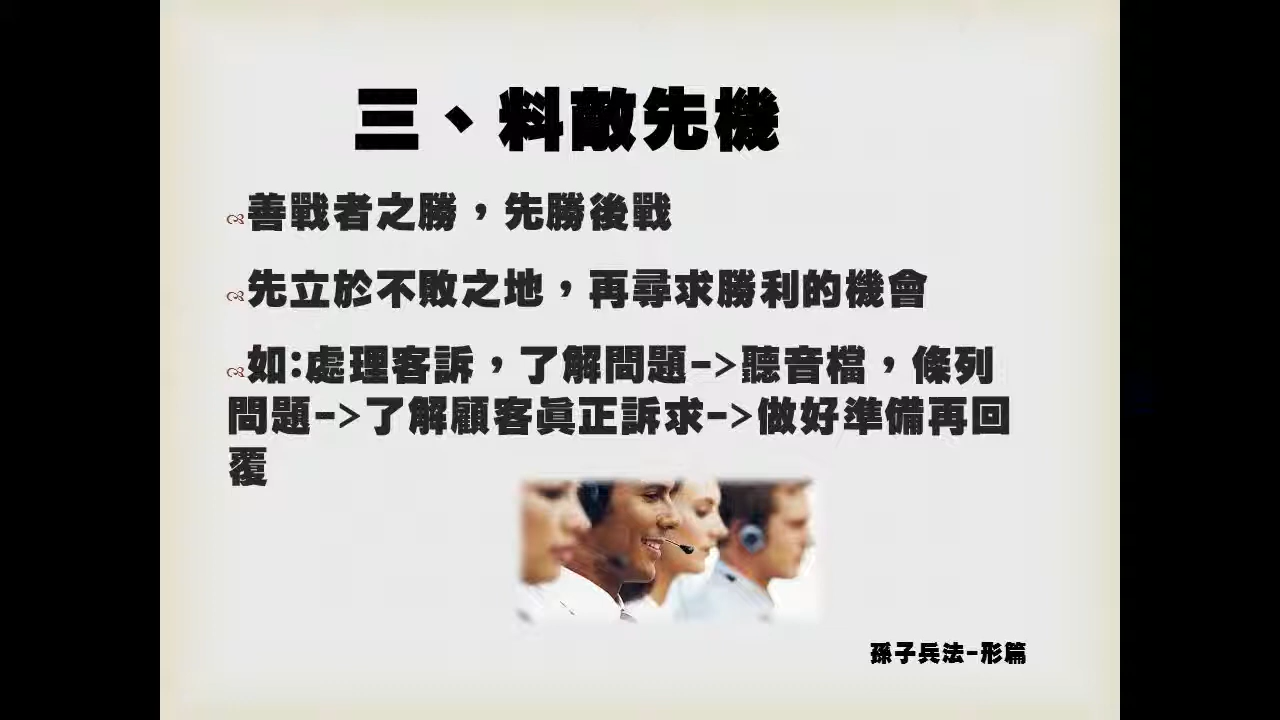 三、料敵先機
善戰者之勝，先勝後戰
先立於不敗之地，再尋求勝利的機會
如:處理客訴，了解問題->聽音檔，條列
問題->了解顧客真正訴求->做好準備再回
覆
孫子兵法-形篇